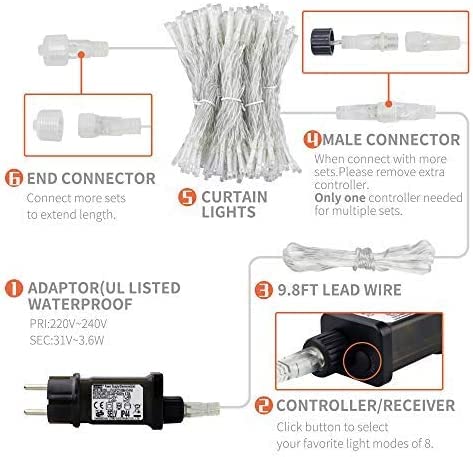 6 END CONNECTOR
Connect more sets
to extend length.
5 CURTAIN
LIGHTS
4 MALE CONNECTOR
When connect with more
sets.Please remove extra
controller.
Only one controller needed
for multiple sets.
1 ADAPTOR(UL LISTED
WATERPROOF
PRI:220V~240V
SEC:31V~3.6W
3 9.8FT LEAD WIRE
2 CONTROLLER/RECEIVER
Click button to select
your favorite light modes of 8.